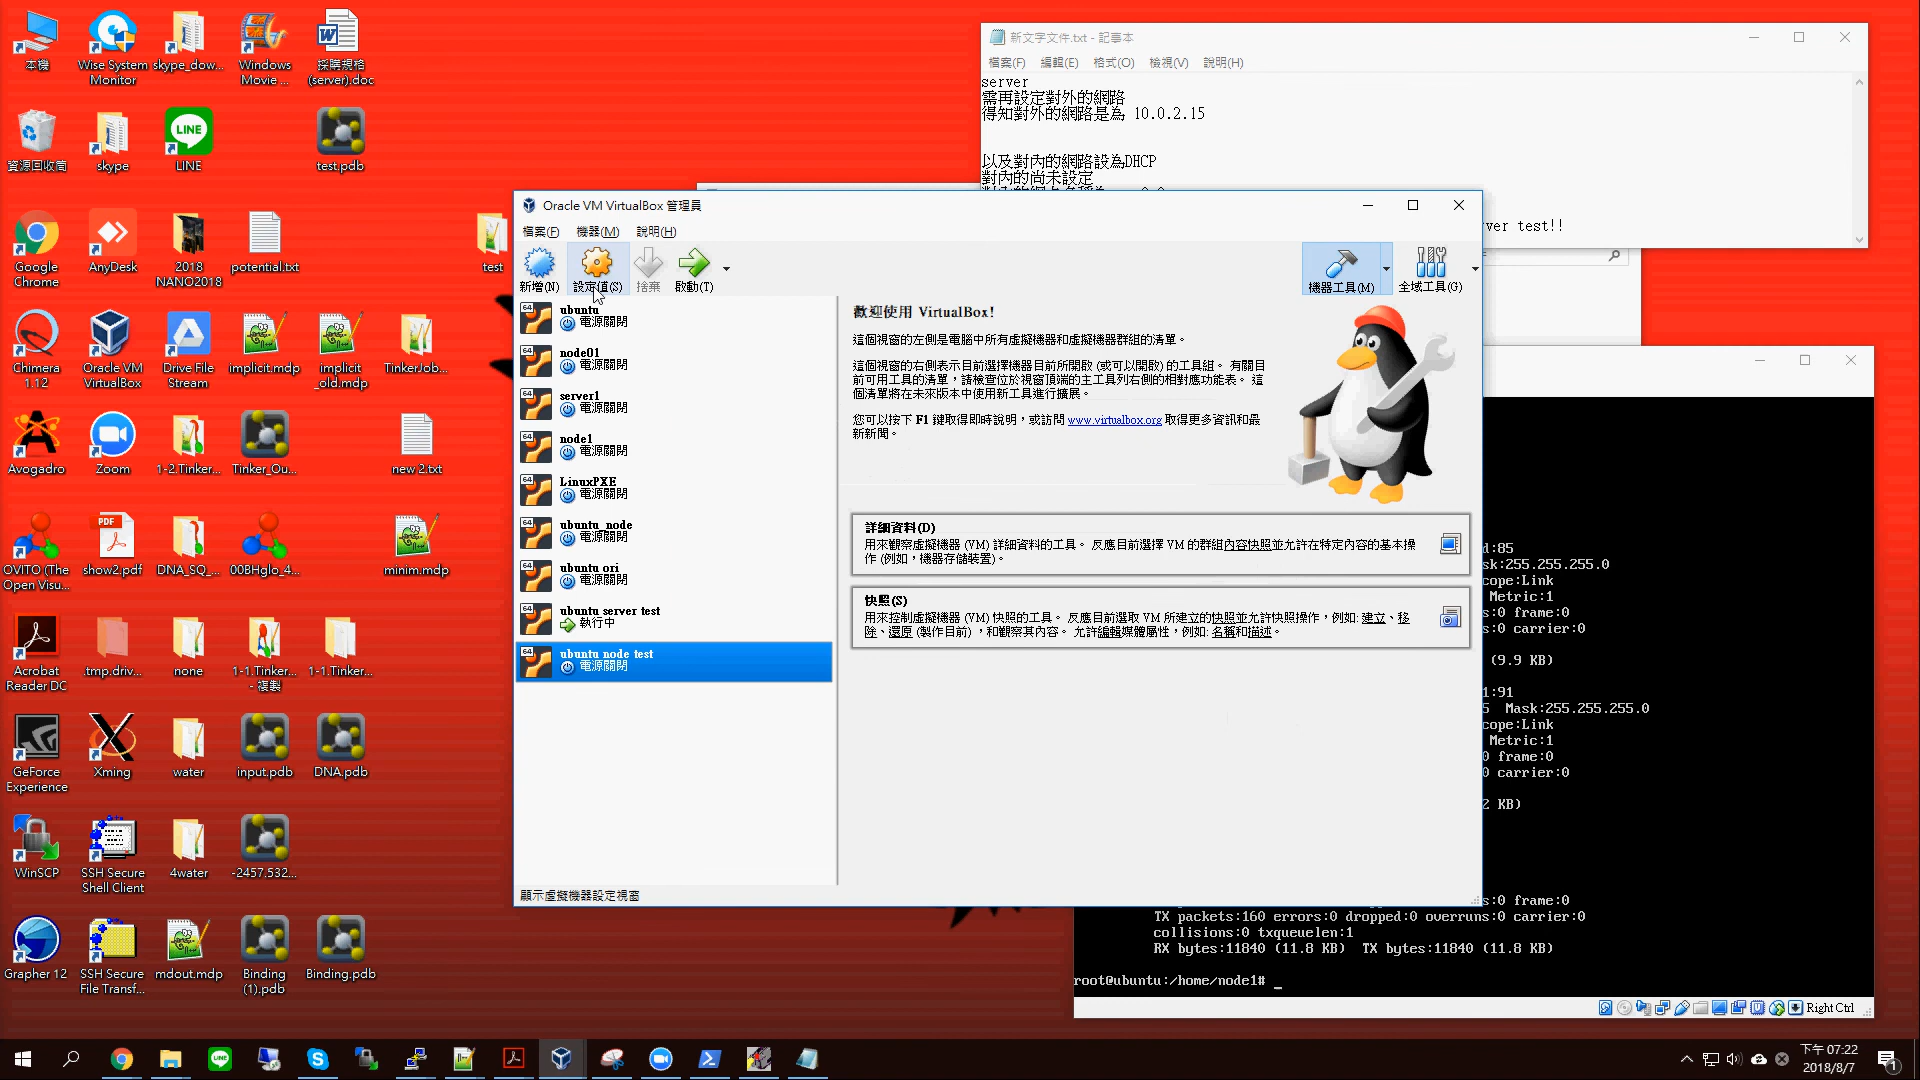 本機
Wise System
Monitor
skype_dow...
Windows
Movie ...
採購規格
(server).doc
資源回收筒
skype
LINE
test.pdb
Google
Chrome
AnyDesk
2018
NANO2018
potential.txt
test
Chimera
1.12
Oracle VM
VirtualBox
Drive File
Stream
implicit.mdp
implicit
_old.mdp
TinkerJob...
Avogadro
Zoom
1-2.Tinker...
Tinker_Ou...
new 2.txt
OVITO (The
Open Visu...
show2.pdf
DNA_SQ_...
00BHglo_4...
minim.mdp
Acrobat
Reader DC
.tmp.driv...
none
1-1.Tinker...
- 複製
1-1.Tinker...
GeForce
Experience
Xming
water
input.pdb
DNA.pdb
WinSCP
SSH Secure
Shell Client
4water
-2457.532...
Grapher 12
SSH Secure
File Transf...
mdout.mdp
Binding
(1).pdb
Binding.pdb
新文字文件.txt - 記事本
檔案(F) 編輯(E) 格式(O) 檢視(V) 說明(H)
server
需再設定對外的網路
得知對外的網路是為 10.0.2.15
以及對內的網路設為DHCP
對內的尚未設定
ver test!!
Oracle VM VirtualBox 管理員
檔案(F) 機器(M) 說明(H)
新增(N) 設定值(S) 捨棄 啟動(T) 機器工具(M) 全域工具(G)
64 ubuntu
電源關閉
64 node01
電源關閉
64 server1
電源關閉
64 node1
電源關閉
64 LinuxPXE
電源關閉
64 ubuntu_node
電源關閉
64 ubuntu ori
電源關閉
64 ubuntu server test
執行中
64 ubuntu node test
電源關閉
顯示虛擬機器設定視窗
歡迎使用 VirtualBox!
這個視窗的左側是電腦中所有虛擬機器和虛擬機器群組的清單。
這個視窗的右側表示目前選擇機器目前所開啟 (或可以開啟) 的工具組。 有關目
前可用工具的清單，請檢查位於視窗頂端的主工具列右側的相對應功能表。 這
個清單將在未來版本中使用新工具進行擴展。
您可以按下 F1 鍵取得即時說明，或訪問 www.virtualbox.org 取得更多資訊和最
新新聞。
詳細資料(D)
用來觀察虛擬機器 (VM) 詳細資料的工具。 反應目前選擇 VM 的群組內容快照並允許在特定內容的基本操
作 (例如，機器存儲裝置)。
快照(S)
用來控制虛擬機器 (VM) 快照的工具。 反應目前選取 VM 所建立的快照並允許快照操作，例如: 建立、移
除、還原 (製作目前) ，和觀察其內容。 允許編輯媒體屬性，例如: 名稱和描述。
d:85
sk:255.255.255.0
cope:Link
Metric:1
s:0 frame:0
s:0 carrier:0
(9.9 KB)
1:91
5 Mask:255.255.255.0
cope:Link
Metric:1
0 frame:0
0 carrier:0
2 KB)
s:0 frame:0
TX packets:160 errors:0 dropped:0 overruns:0 carrier:0
collisions:0 txqueuelen:1
RX bytes:11840 (11.8 KB) TX bytes:11840 (11.8 KB)
root@ubuntu:/home/node1# _
Right Ctrl
下午 07:22
2018/8/7
1